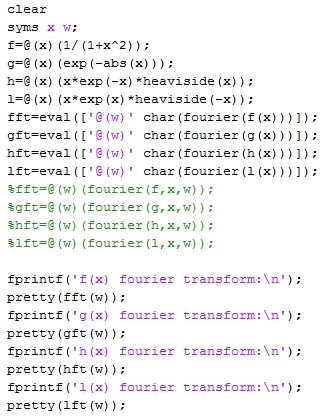 clear
syms x w;
f=@(x)(1/(1+x^2));
g=@(x)(exp(-abs(x)));
h=@(x)(x*exp(-x)*heaviside(x));
l=@(x)(x*exp(x)*heaviside(-x));
fft=eval(['@(w)' char(fourier(f(x)))]);
gft=eval(['@(w)' char(fourier(g(x)))]);
hft=eval(['@(w)' char(fourier(h(x)))]);
lft=eval(['@(w)' char(fourier(l(x)))]);
%fft=@(w)(fourier(f,x,w));
%gft=@(w)(fourier(g,x,w));
%hft=@(w)(fourier(h,x,w));
%lft=@(w)(fourier(l,x,w));
fprintf('f(x) fourier transform:\n');
pretty(fft(w));
fprintf('g(x) fourier transform:\n');
pretty(gft(w));
fprintf('h(x) fourier transform:\n');
pretty(hft(w));
fprintf('l(x) fourier transform:\n');
pretty(lft(w));